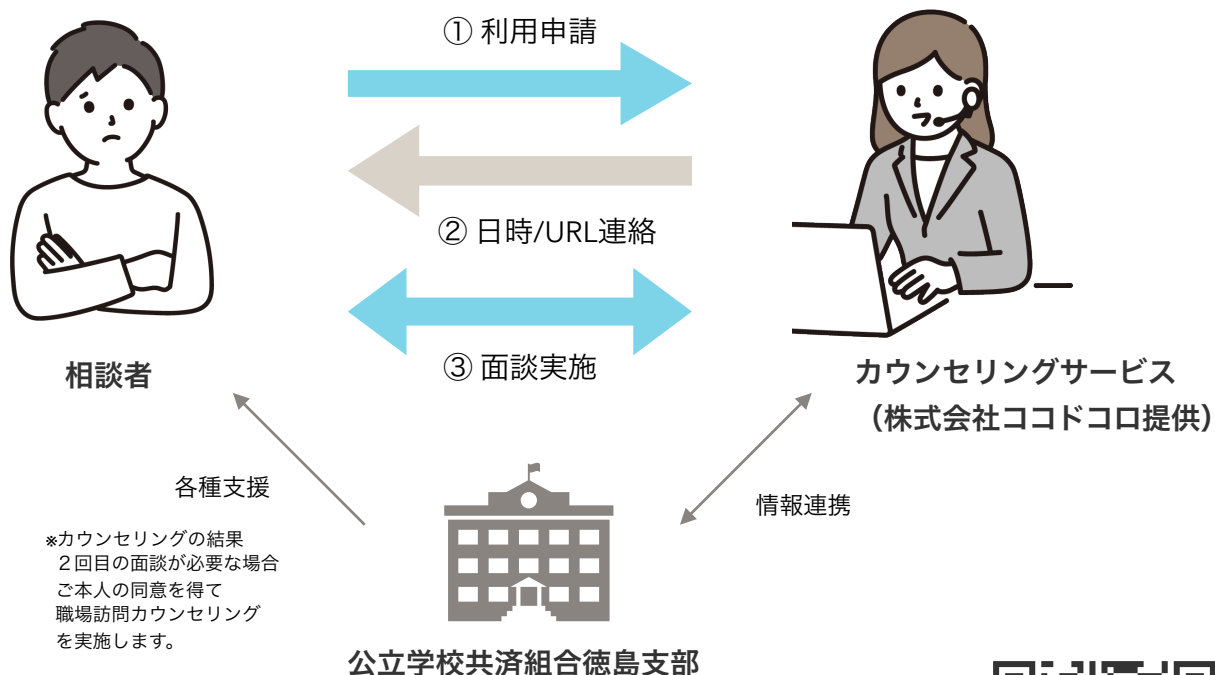 ① 利用申請
② 日時/URL連絡
③ 面談実施
相談者
カウンセリングサービス
（株式会社ココドコロ提供）
各種支援
情報連携
※カウンセリングの結果
２回目の面談が必要な場合
ご本人の同意を得て
職場訪問カウンセリング
を実施します。
公立学校共済組合徳島支部